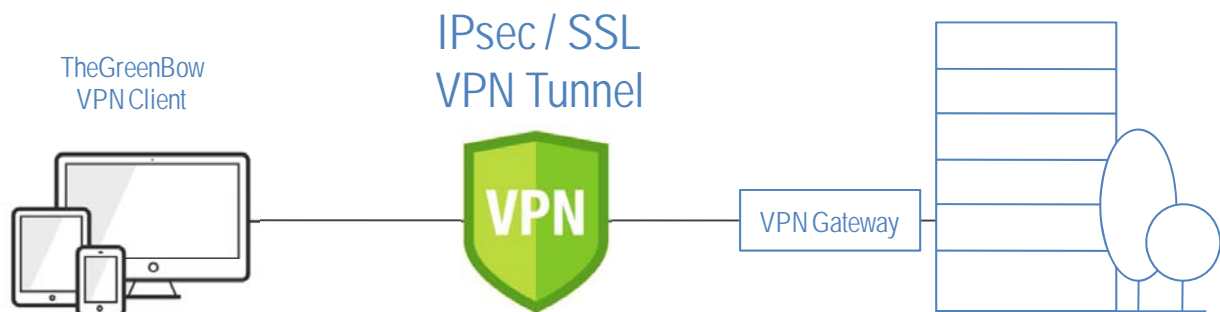 TheGreenBow
VPN Client
IPsec / SSL
VPN Tunnel
VPN
VPN Gateway